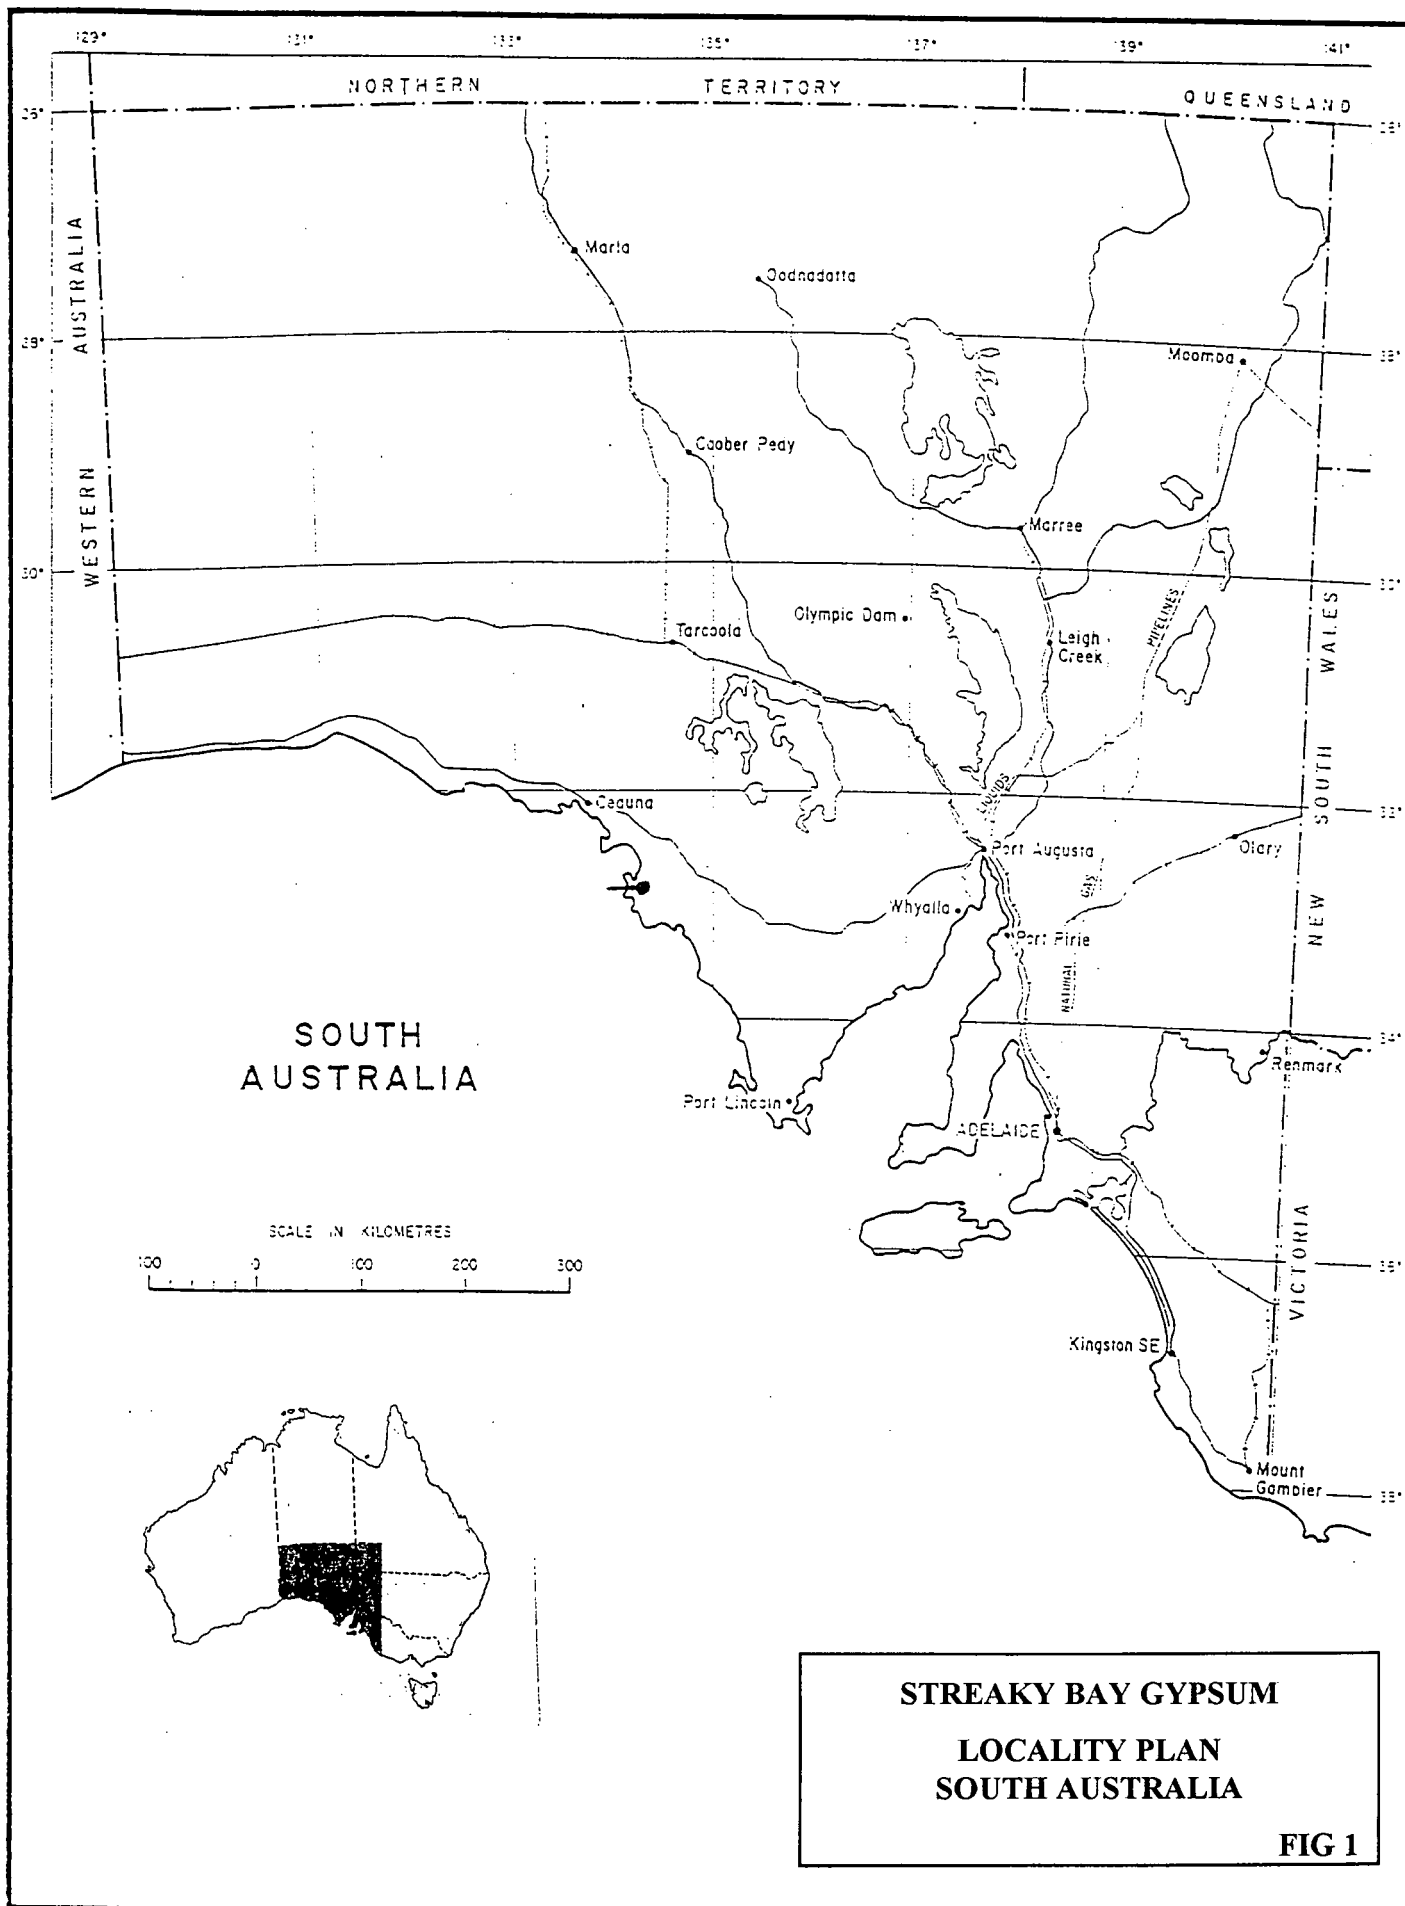 129° 131° 133° 135° 137° 139° 141°
NORTHERN TERRITORY
QUEENSLAND
26° 26°
WESTERN AUSTRALIA
Marla
Oodnadatta
28° 28°
Moomba
Coober Pedy
Marree
30° 30°
Olympic Dam
PIPELINES
Tarcoola
Leigh
Creek
NEW SOUTH WALES
LIQUIDS
Ceduna
32°
Port Augusta
Olary
GAS
Whyalla
Port Pirie
NATURAL
SOUTH
AUSTRALIA
34°
Renmark
Port Lincoln
ADELAIDE
VICTORIA
SCALE IN KILOMETRES
100 0 100 200 300
36°
Kingston SE
Mount
Gambier
38°
STREAKY BAY GYPSUM
LOCALITY PLAN
SOUTH AUSTRALIA
FIG 1